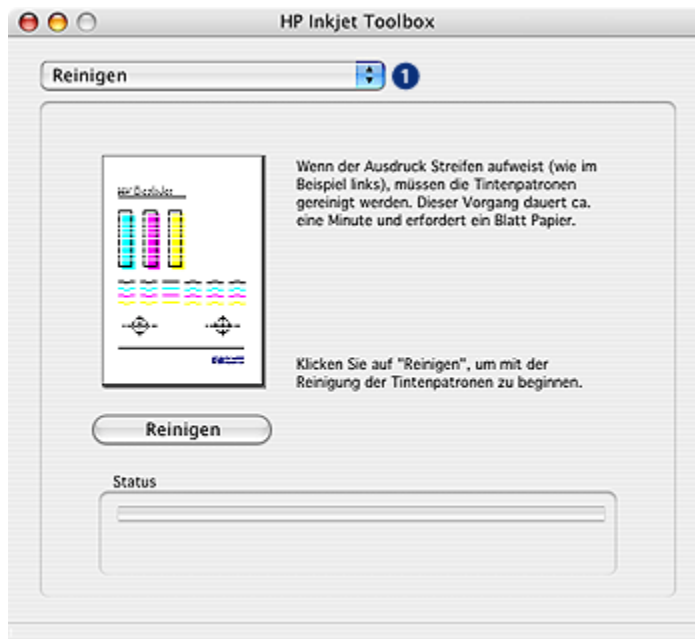 HP Inkjet Toolbox
Reinigen
1
Wenn der Ausdruck Streifen aufweist (wie im
Beispiel links), müssen die Tintenpatronen
gereinigt werden. Dieser Vorgang dauert ca.
eine Minute und erfordert ein Blatt Papier.
Klicken Sie auf "Reinigen", um mit der
Reinigung der Tintenpatronen zu beginnen.
Reinigen
Status